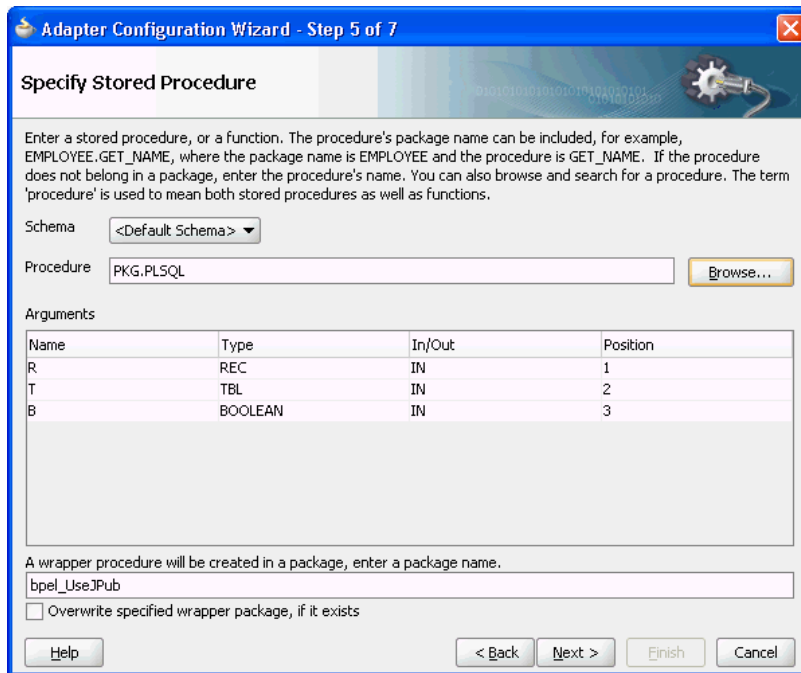 Adapter Configuration Wizard - Step 5 of 7
Specify Stored Procedure
Enter a stored procedure, or a function. The procedure's package name can be included, for example,
EMPLOYEE.GET_NAME, where the package name is EMPLOYEE and the procedure is GET_NAME. If the procedure
does not belong in a package, enter the procedure's name. You can also browse and search for a procedure. The term
'procedure' is used to mean both stored procedures as well as functions.
Schema <Default Schema>
Procedure PKG.PLSQL Browse...
Arguments
Name Type In/Out Position
R REC IN 1
T TBL IN 2
B BOOLEAN IN 3
A wrapper procedure will be created in a package, enter a package name.
bpel_UseJPub
Overwrite specified wrapper package, if it exists
Help < Back Next > Finish Cancel